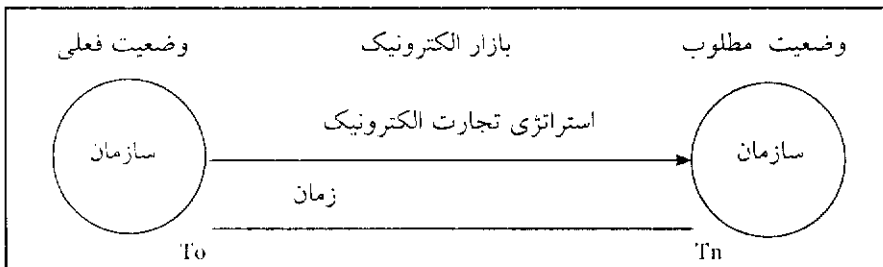 وضعیت مطلوب بازار الکترونیک وضعیت فعلی
استراتژی تجارت الکترونیک
سازمان سازمان
زمان
To Tn